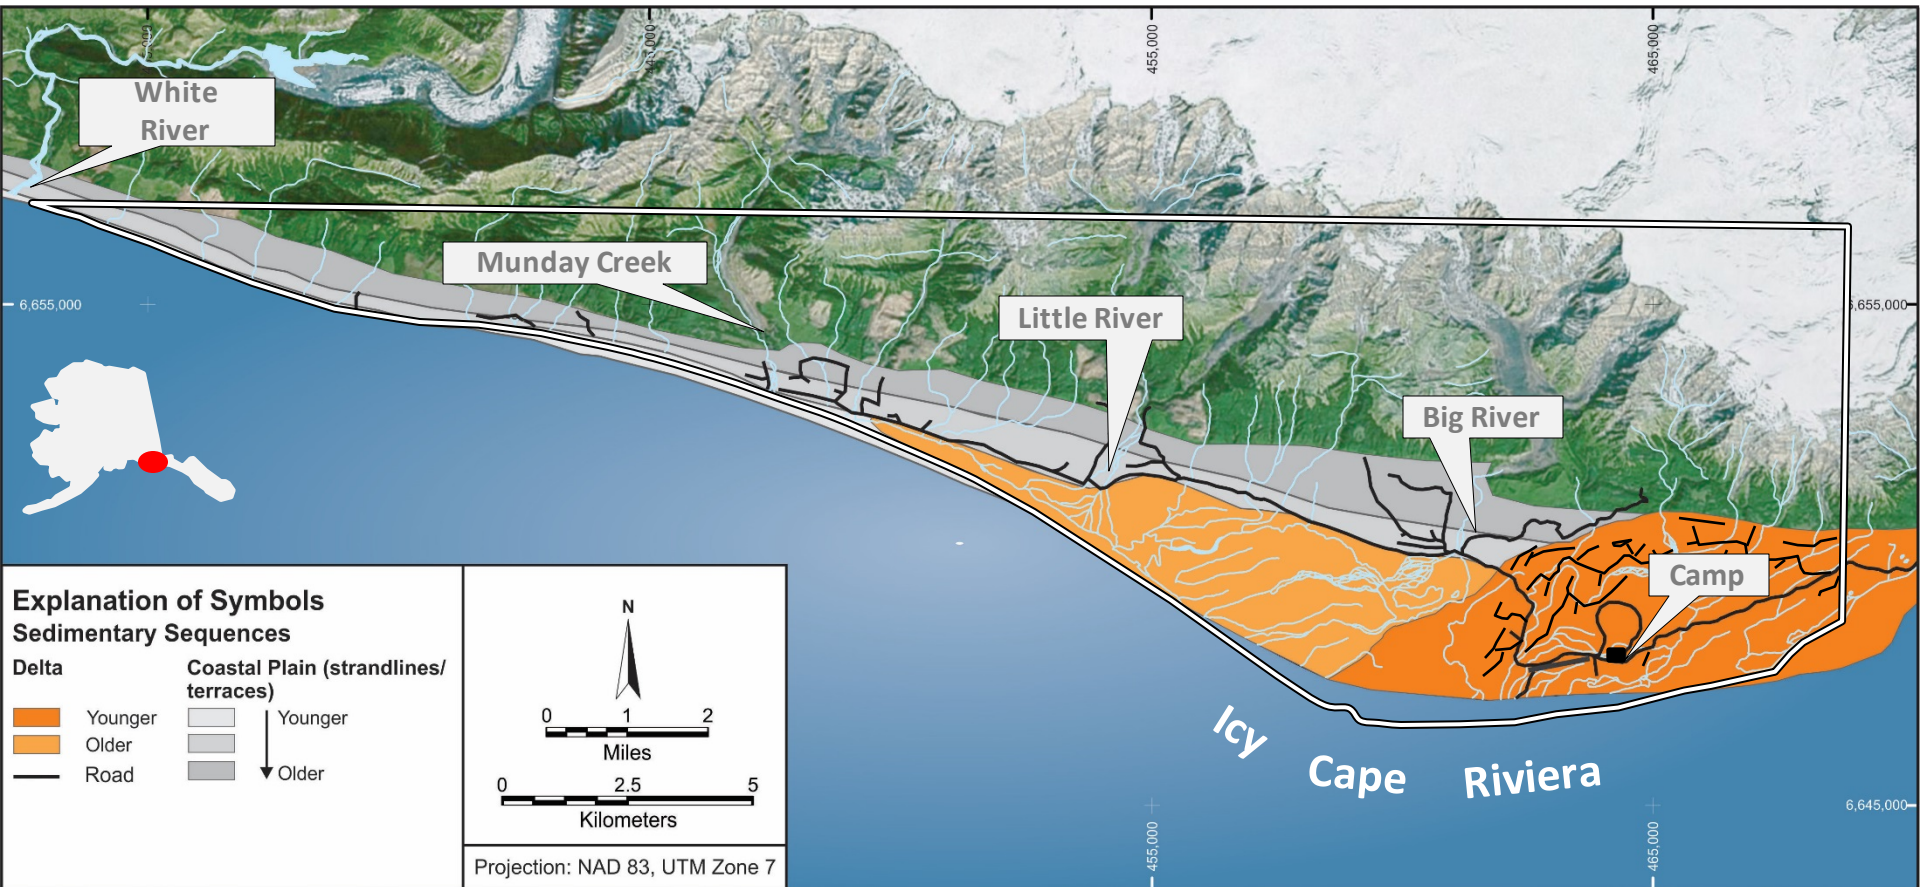 455,000
465,000
White
River
Munday Creek
6,655,000
6,655,000
Little River
Big River
Camp
Icy Cape Riviera
Explanation of Symbols
Sedimentary Sequences
Delta
Coastal Plain (strandlines/
terraces)
Younger
Younger
Older
Road
Older
N
0 1 2
Miles
0 2.5 5
Kilometers
Projection: NAD 83, UTM Zone 7
6,645,000
455,000
465,000